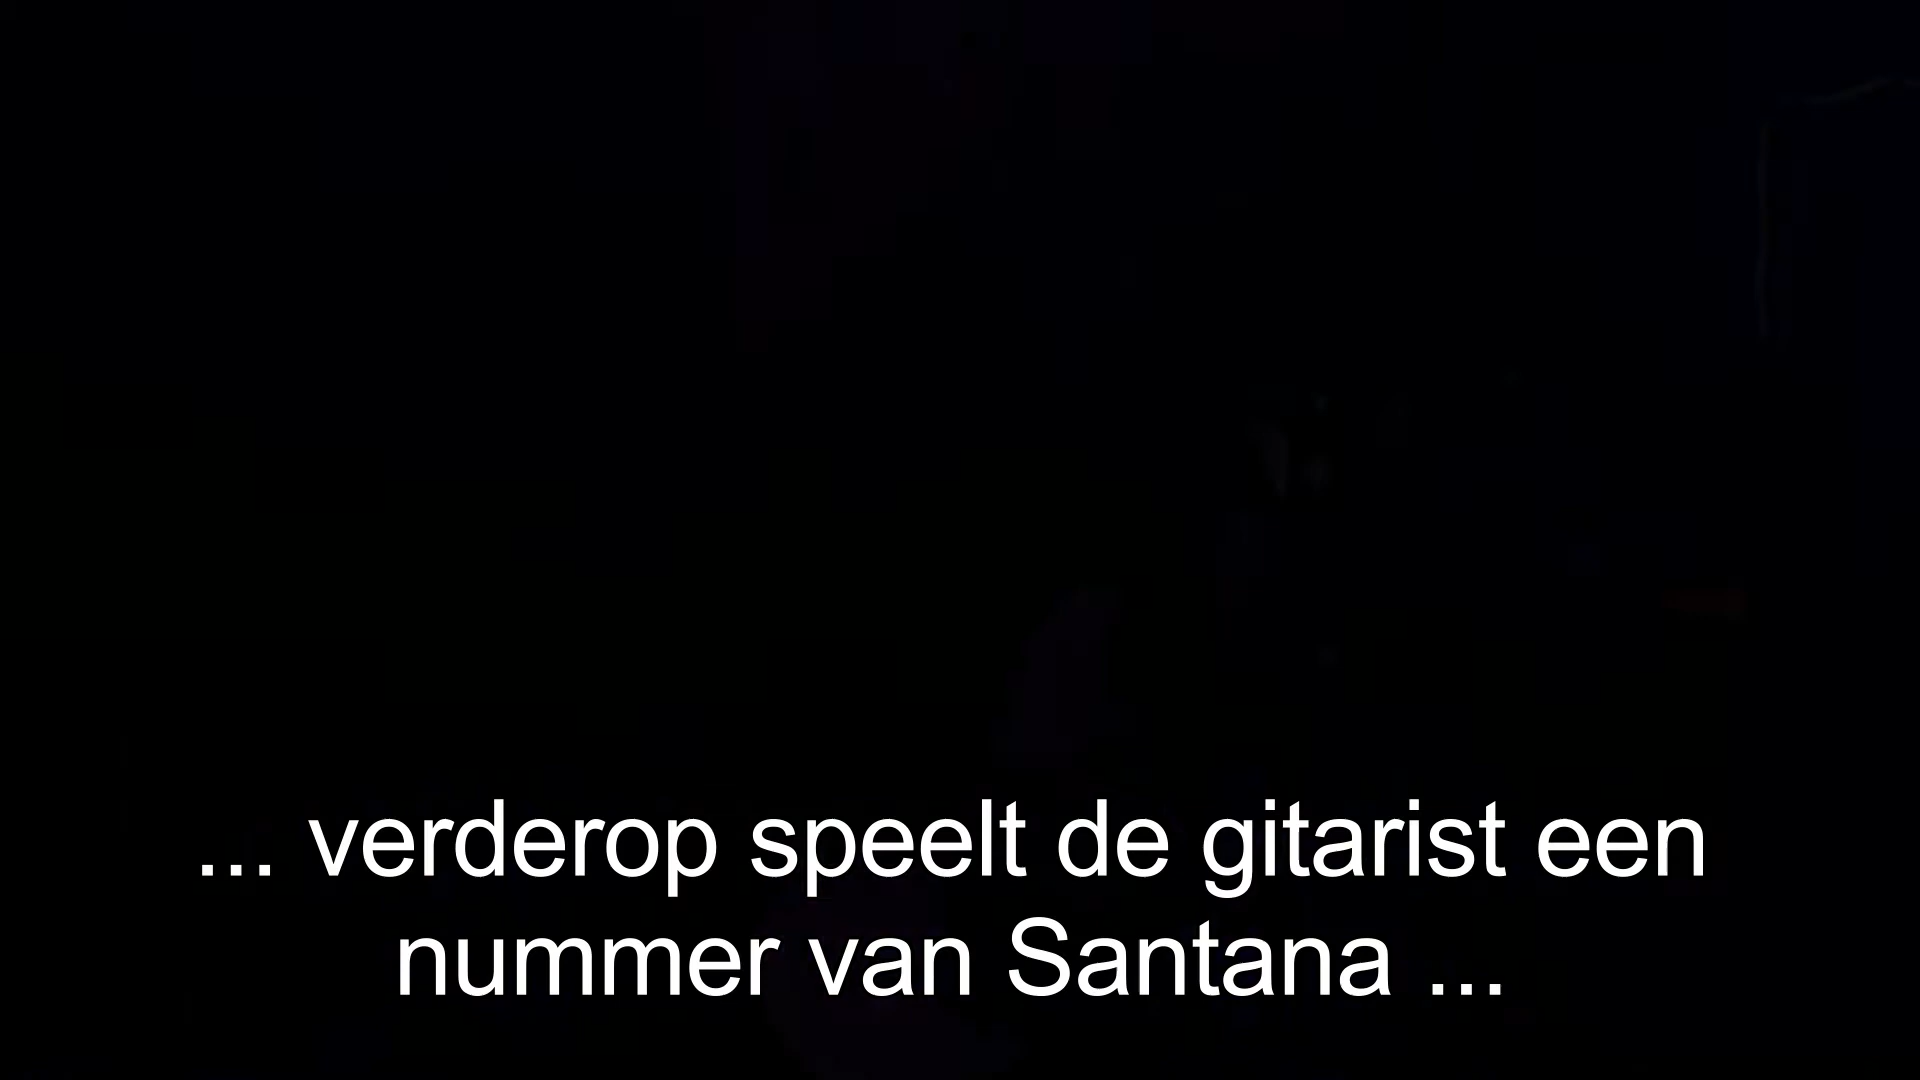 ... verderop speelt de gitarist een
nummer van Santana ...